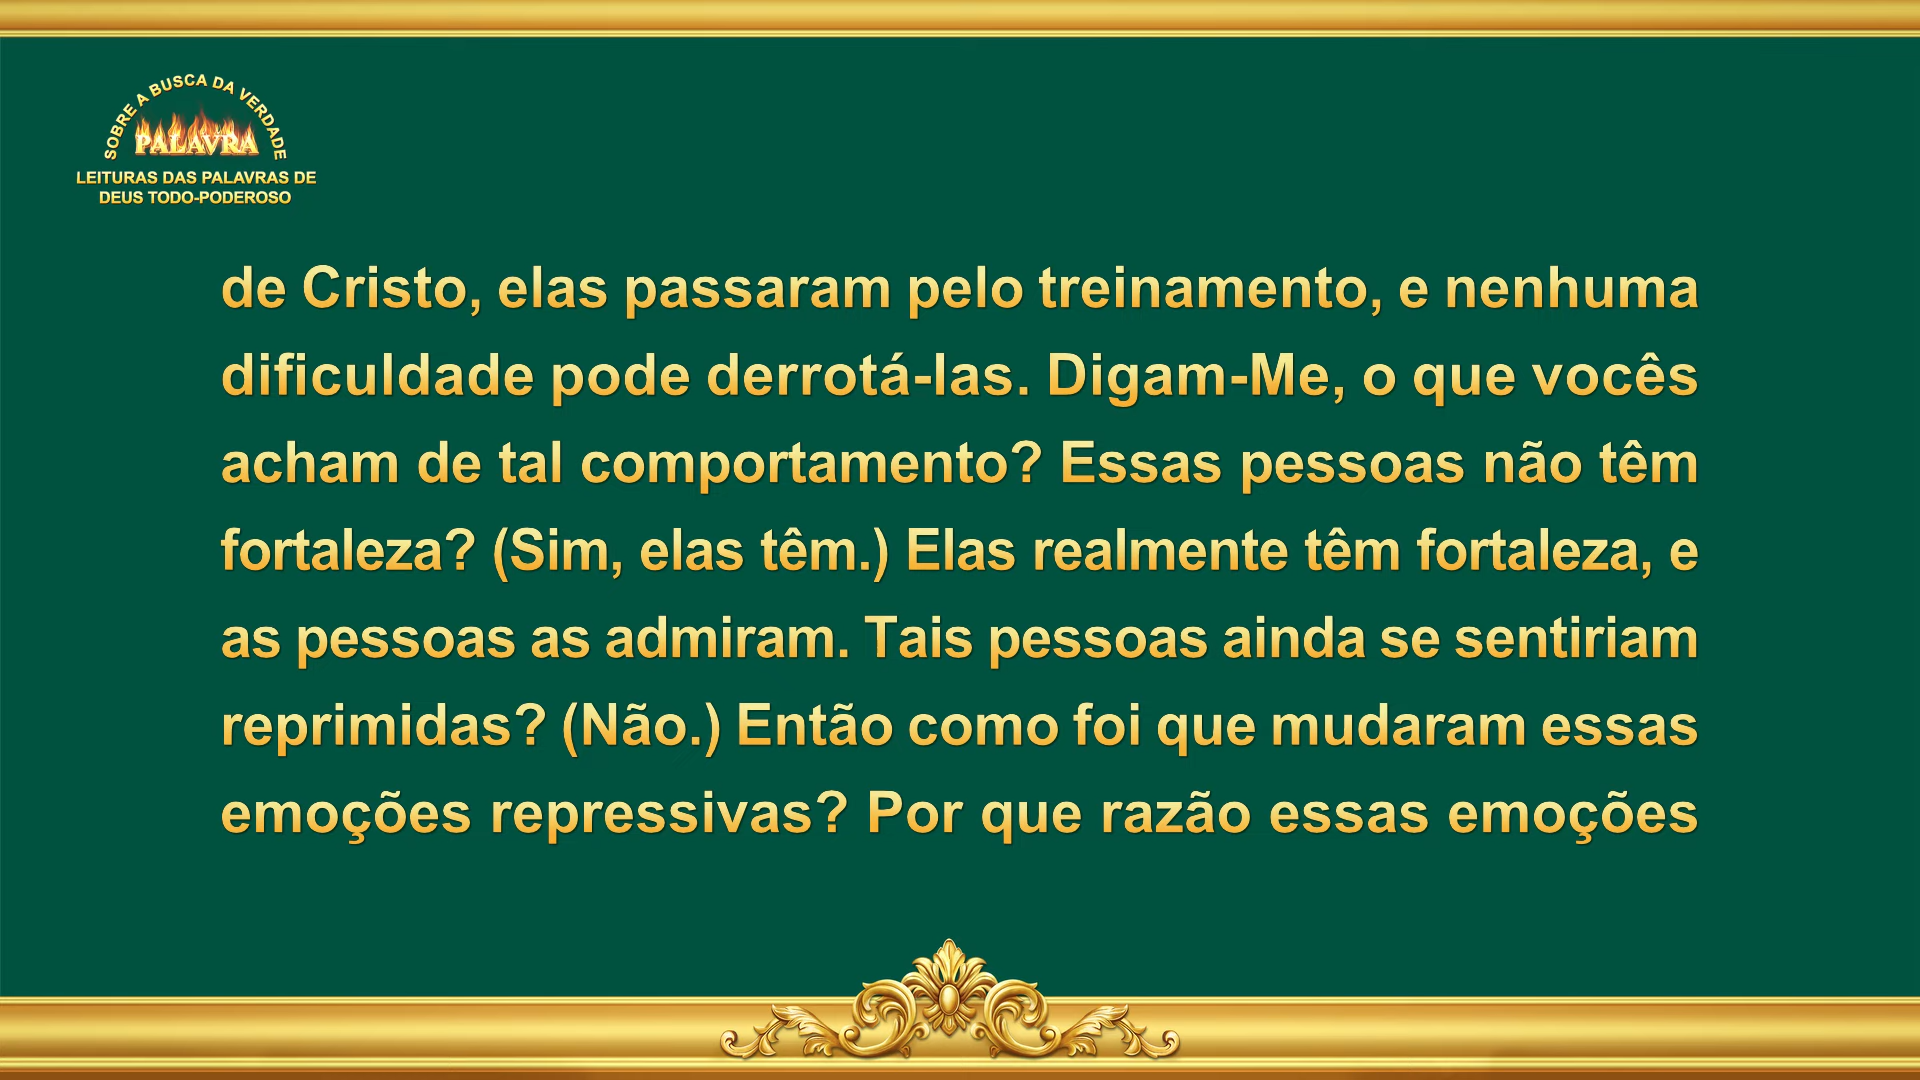 SOBRE A BUSCA DA VERDADE
PALAVRA
LEITURAS DAS PALAVRAS DE
DEUS TODO-PODEROSO
de Cristo, elas passaram pelo treinamento, e nenhuma
dificuldade pode derrotá-las. Digam-Me, o que vocês
acham de tal comportamento? Essas pessoas não têm
fortaleza? (Sim, elas têm.) Elas realmente têm fortaleza, e
as pessoas as admiram. Tais pessoas ainda se sentiriam
reprimidas? (Não.) Então como foi que mudaram essas
emoções repressivas? Por que razão essas emoções